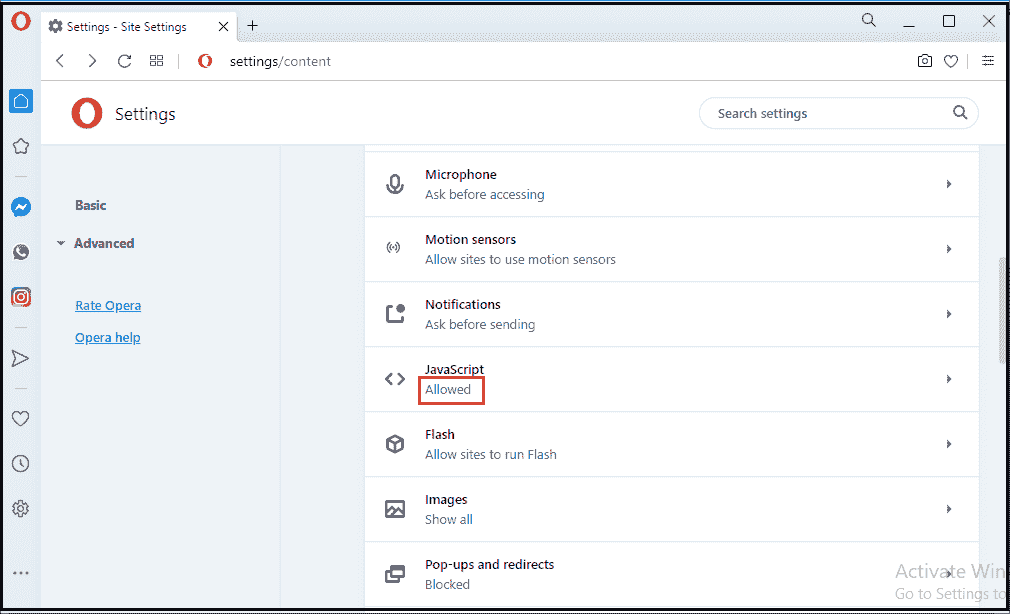 Settings - Site Settings
settings/content
Settings
Search settings
Basic
Advanced
Rate Opera
Opera help
Microphone
Ask before accessing
Motion sensors
Allow sites to use motion sensors
Notifications
Ask before sending
JavaScript
Allowed
Flash
Allow sites to run Flash
Images
Show all
Pop-ups and redirects
Blocked
Activate Win
Go to Settings to